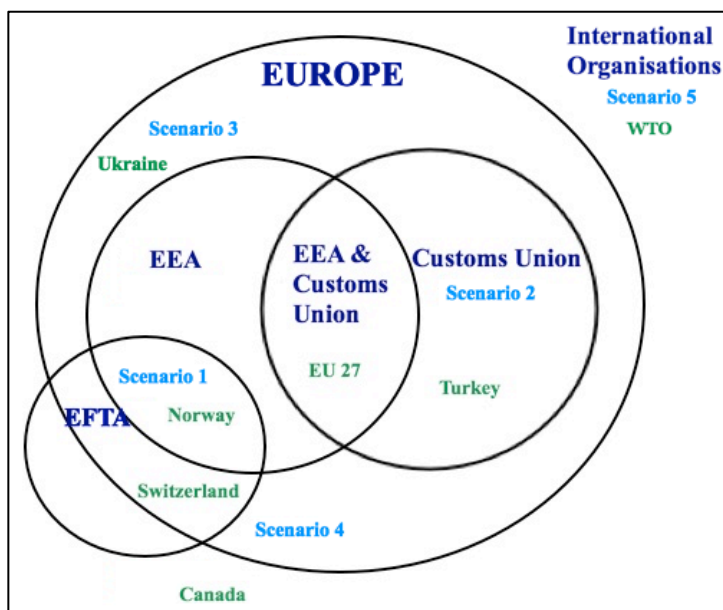 International
Organisations
Scenario 5
WTO
EUROPE
Scenario 3
Ukraine
EEA
EEA &
Customs
Union
EU 27
Customs Union
Scenario 2
Turkey
Scenario 1
EFTA
Norway
Switzerland
Scenario 4
Canada